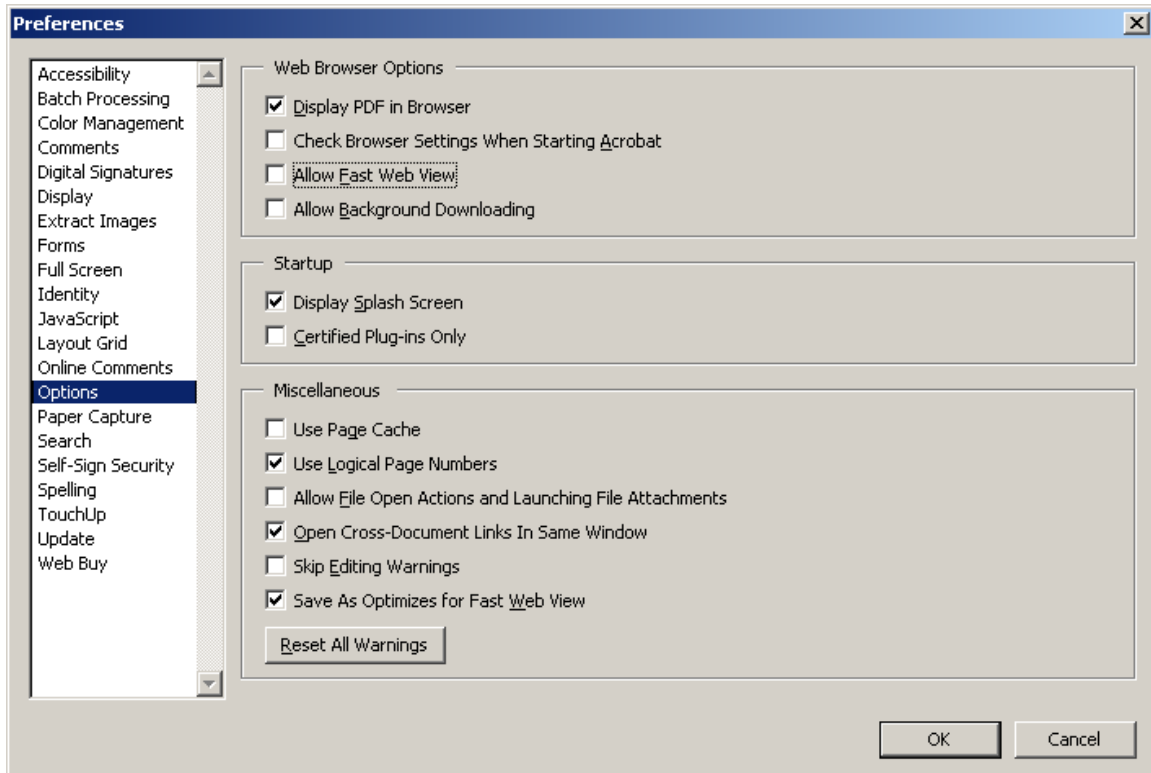 Preferences
Accessibility
Batch Processing
Color Management
Comments
Digital Signatures
Display
Extract Images
Forms
Full Screen
Identity
JavaScript
Layout Grid
Online Comments
Options
Paper Capture
Search
Self-Sign Security
Spelling
TouchUp
Update
Web Buy
Web Browser Options
Display PDF in Browser
Check Browser Settings When Starting Acrobat
Allow Fast Web View
Allow Background Downloading
Startup
Display Splash Screen
Certified Plug-ins Only
Miscellaneous
Use Page Cache
Use Logical Page Numbers
Allow File Open Actions and Launching File Attachments
Open Cross-Document Links In Same Window
Skip Editing Warnings
Save As Optimizes for Fast Web View
Reset All Warnings
OK
Cancel